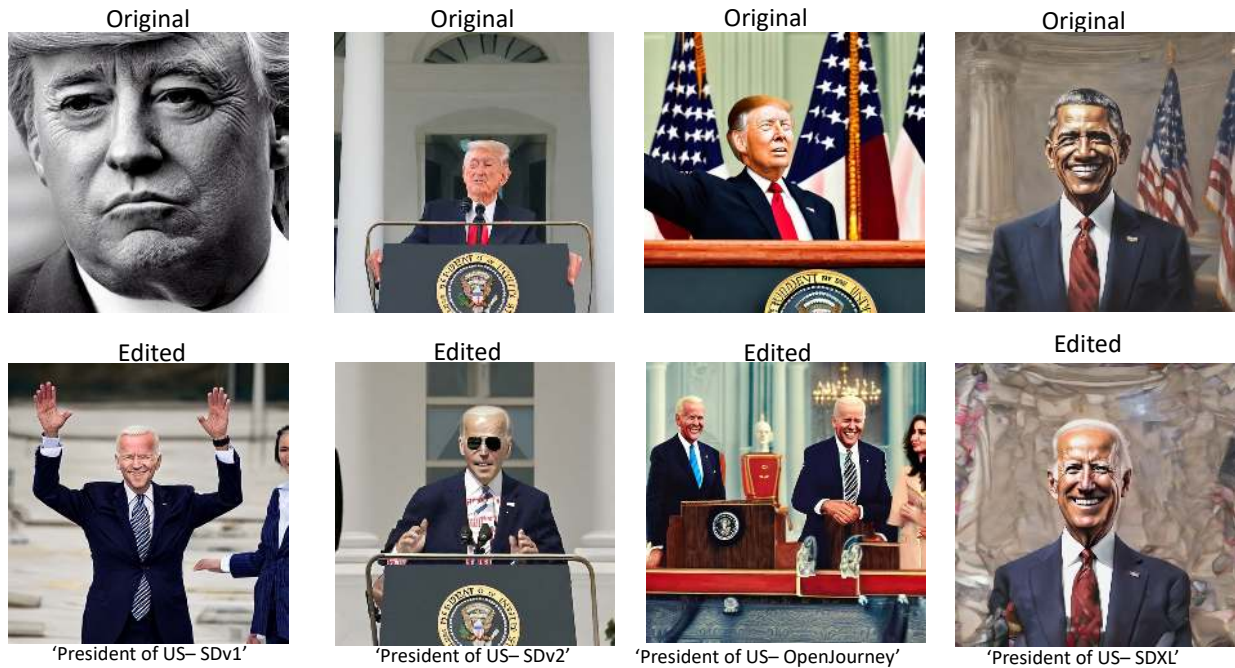 Original
Original
Original
Original
Edited
Edited
Edited
Edited
'President of US– SDv1'
'President of US– SDv2'
'President of US– OpenJourney'
'President of US– SDXL'